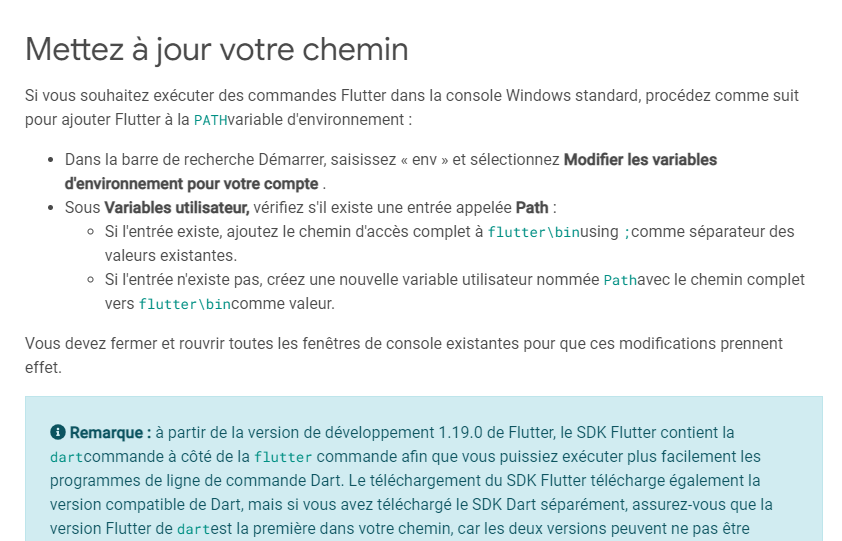 Mettez à jour votre chemin
Si vous souhaitez exécuter des commandes Flutter dans la console Windows standard, procédez comme suit
pour ajouter Flutter à la PATHvariable d'environnement :
• Dans la barre de recherche Démarrer, saisissez « env » et sélectionnez Modifier les variables
d'environnement pour votre compte .
• Sous Variables utilisateur, vérifiez s'il existe une entrée appelée Path :
◦ Si l'entrée existe, ajoutez le chemin d'accès complet à flutter\binusing ;comme séparateur des
valeurs existantes.
◦ Si l'entrée n'existe pas, créez une nouvelle variable utilisateur nommée Pathavec le chemin complet
vers flutter\bincomme valeur.
Vous devez fermer et rouvrir toutes les fenêtres de console existantes pour que ces modifications prennent
effet.
Remarque : à partir de la version de développement 1.19.0 de Flutter, le SDK Flutter contient la
dartcommande à côté de la flutter commande afin que vous puissiez exécuter plus facilement les
programmes de ligne de commande Dart. Le téléchargement du SDK Flutter télécharge également la
version compatible de Dart, mais si vous avez téléchargé le SDK Dart séparément, assurez-vous que la
version Flutter de dartest la première dans votre chemin, car les deux versions peuvent ne pas être